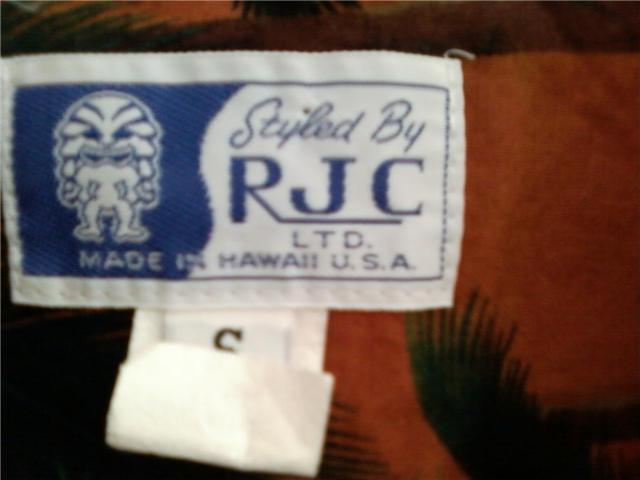 Styled By
RJC
LTD.
MADE IN HAWAII U.S.A.
S